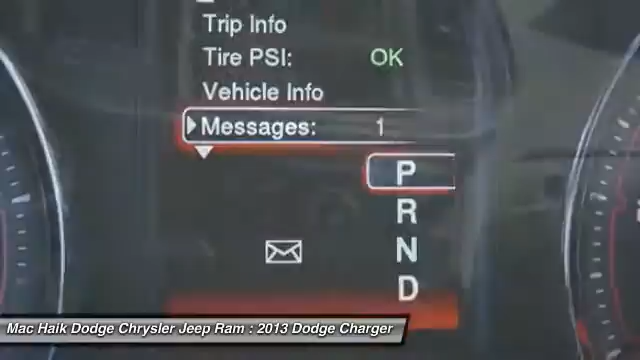 Trip Info
Tire PSI: OK
Vehicle Info
Messages: 1
P
R
N
D
Mac Haik Dodge Chrysler Jeep Ram : 2013 Dodge Charger